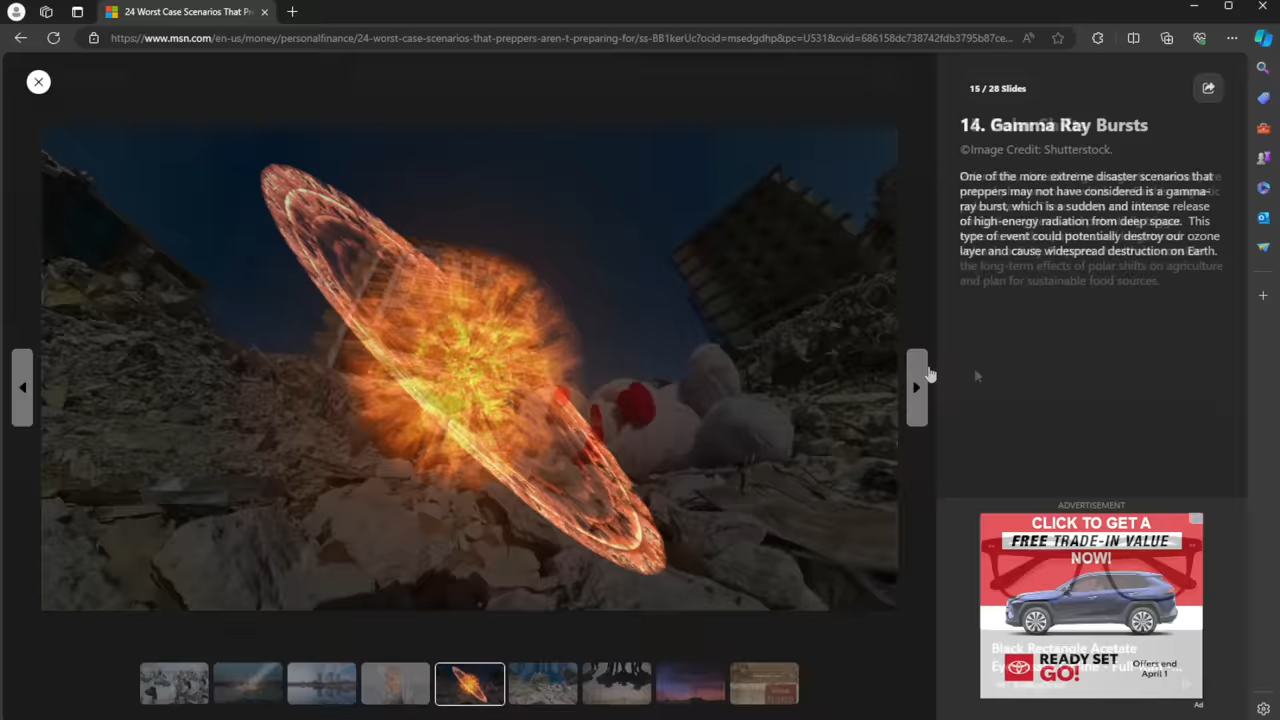 24 Worst Case Scenarios That Pr
https://www.msn.com/en-us/money/personalfinance/24-worst-case-scenarios-that-preppers-aren-t-preparing-for/ss-BB1kerUc?ocid=msedgdhp&pc=U531&cvid=686158dc738742fdb3795b87ce...
15 / 28 Slides
14. Gamma Ray Bursts
©Image Credit: Shutterstock.
One of the more extreme disaster scenarios that
preppers may not have considered is a gamma-
ray burst, which is a sudden and intense release
of high-energy radiation from deep space. This
type of event could potentially destroy our ozone
layer and cause widespread destruction on Earth.
the long-term effects of polar shifts on agriculture
and plan for sustainable food sources.
ADVERTISEMENT
CLICK TO GET A
FREE TRADE-IN VALUE
NOW!
Black Rectangle Acetate
READY SET
GO!
Offers end
April 1
Ad